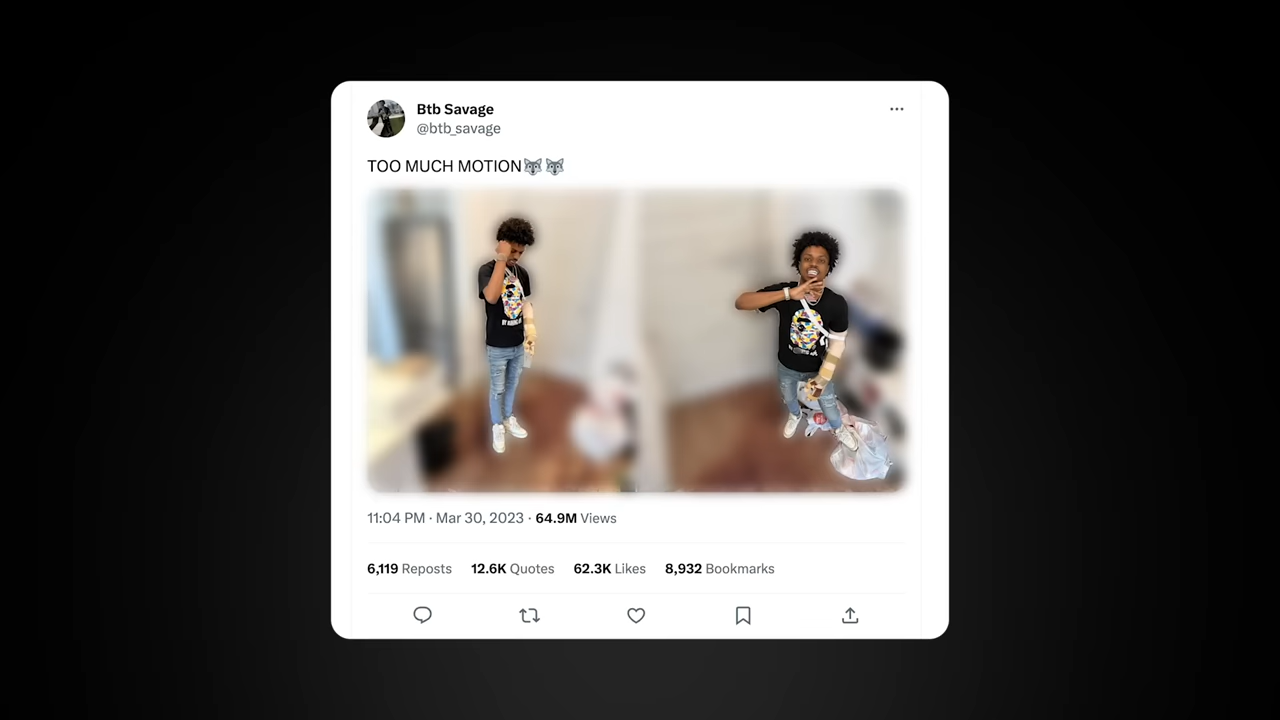 Btb Savage
@btb_savage
TOO MUCH MOTION🐺🐺
11:04 PM · Mar 30, 2023 · 64.9M Views
6,119 Reposts 12.6K Quotes 62.3K Likes 8,932 Bookmarks